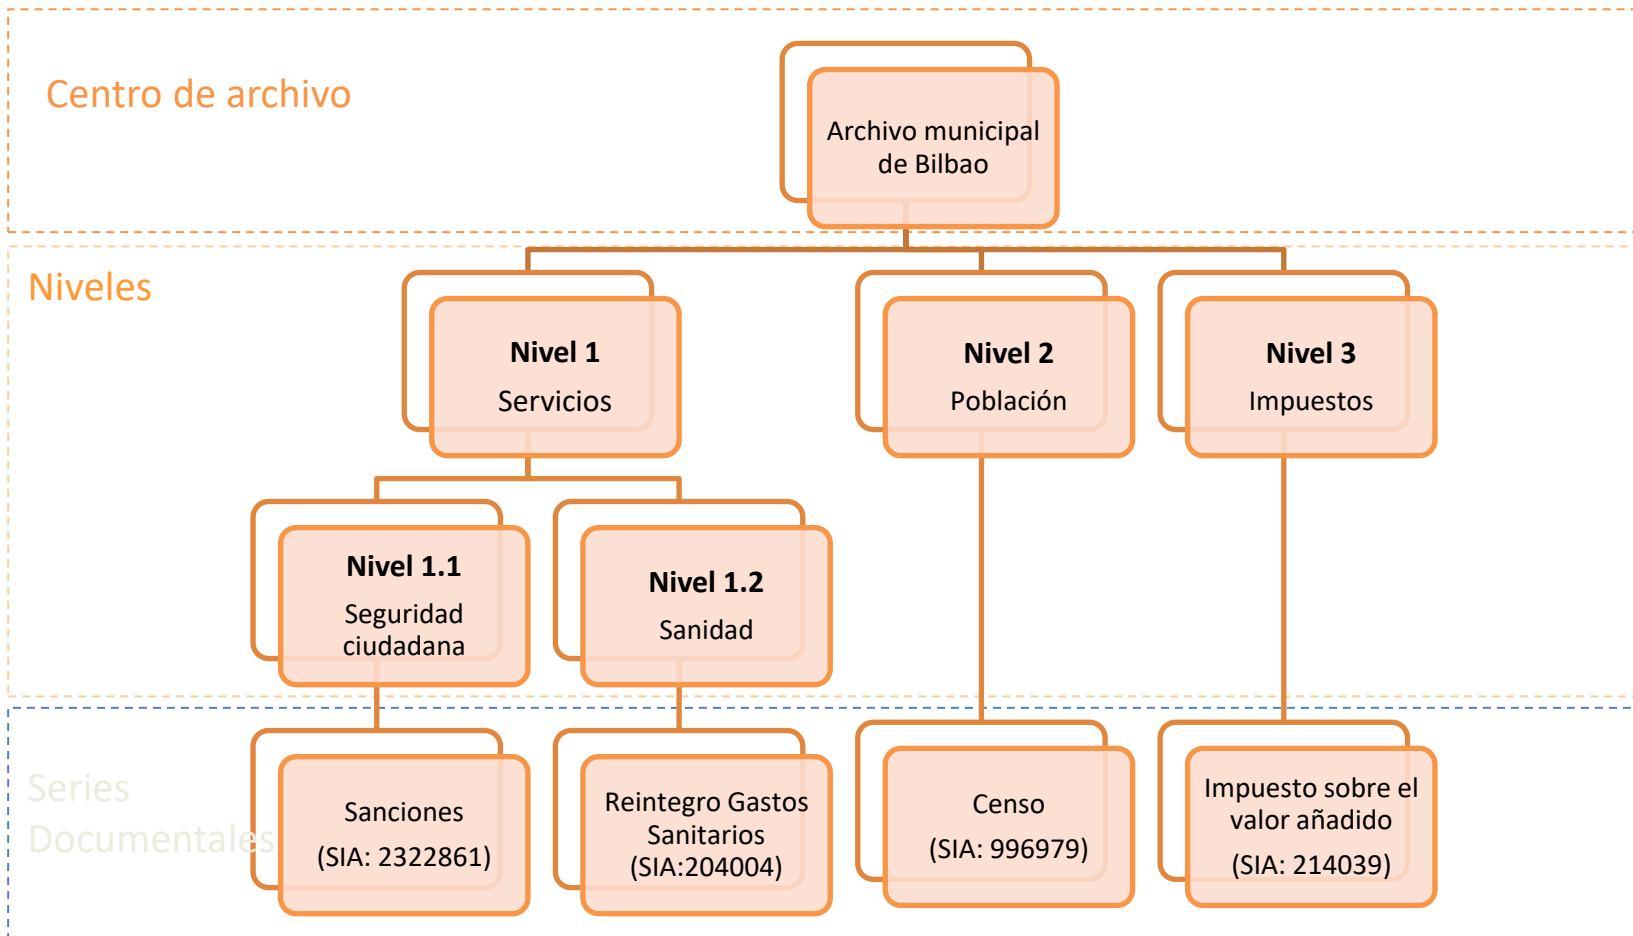 Centro de archivo
Archivo municipal
de Bilbao
Niveles
Nivel 1
Servicios
Nivel 2
Población
Nivel 3
Impuestos
Nivel 1.1
Seguridad
ciudadana
Nivel 1.2
Sanidad
Series
Documentales
Sanciones
(SIA: 2322861)
Reintegro Gastos
Sanitarios
(SIA:204004)
Censo
(SIA: 996979)
Impuesto sobre el
valor añadido
(SIA: 214039)